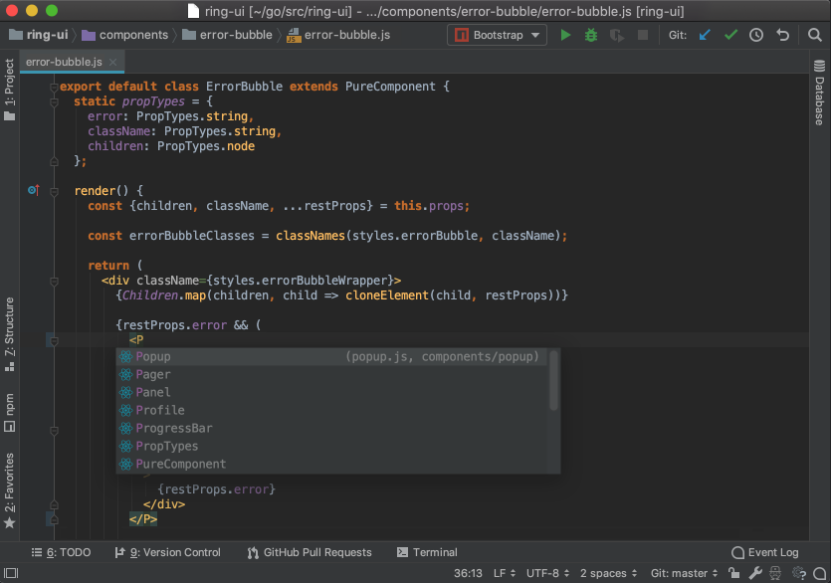 ring-ui [~/go/src/ring-ui] - .../components/error-bubble/error-bubble.js [ring-ui]
ring-ui components error-bubble error-bubble.js Bootstrap Git:
error-bubble.js
1: Project
Database
export default class ErrorBubble extends PureComponent {
static propTypes = {
error: PropTypes.string,
className: PropTypes.string,
children: PropTypes.node
};
render() {
const {children, className, ...restProps} = this.props;
const errorBubbleClasses = classNames(styles.errorBubble, className);
return (
<div className={styles.errorBubbleWrapper}>
{Children.map(children, child => cloneElement(child, restProps))}
{restProps.error && (
<P
Popup (popup.js, components/popup)
Pager
Panel
Profile
ProgressBar
PropTypes
PureComponent
>
{restProps.error}
</div>
</P>
Z: Structure
npm
2: Favorites
6: TODO 9: Version Control GitHub Pull Requests Terminal Event Log
36:13 LF UTF-8 2 spaces Git: master